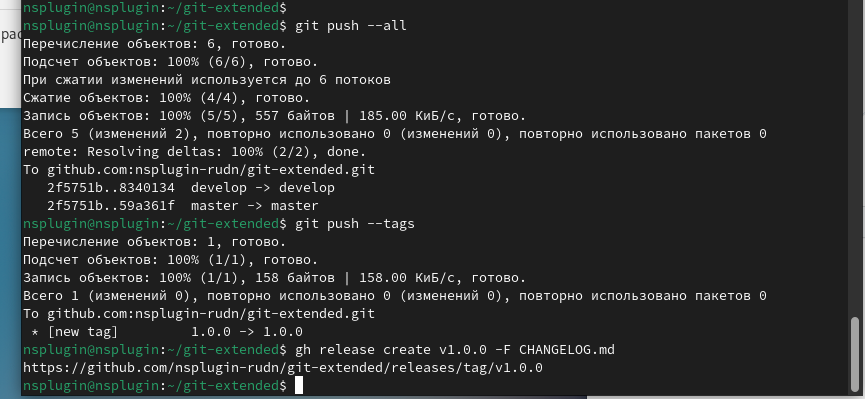 nsplugin@nsplugin:~/git-extended$
nsplugin@nsplugin:~/git-extended$ git push --all
Перечисление объектов: 6, готово.
Подсчет объектов: 100% (6/6), готово.
При сжатии изменений используется до 6 потоков
Сжатие объектов: 100% (4/4), готово.
Запись объектов: 100% (5/5), 557 байтов | 185.00 КиБ/с, готово.
Всего 5 (изменений 2), повторно использовано 0 (изменений 0), повторно использовано пакетов 0
remote: Resolving deltas: 100% (2/2), done.
To github.com:nsplugin-rudn/git-extended.git
   2f5751b..8340134  develop -> develop
   2f5751b..59a361f  master -> master
nsplugin@nsplugin:~/git-extended$ git push --tags
Перечисление объектов: 1, готово.
Подсчет объектов: 100% (1/1), готово.
Запись объектов: 100% (1/1), 158 байтов | 158.00 КиБ/с, готово.
Всего 1 (изменений 0), повторно использовано 0 (изменений 0), повторно использовано пакетов 0
To github.com:nsplugin-rudn/git-extended.git
 * [new tag]         1.0.0 -> 1.0.0
nsplugin@nsplugin:~/git-extended$ gh release create v1.0.0 -F CHANGELOG.md
https://github.com/nsplugin-rudn/git-extended/releases/tag/v1.0.0
nsplugin@nsplugin:~/git-extended$